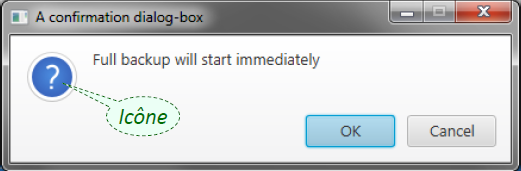 A confirmation dialog-box
Full backup will start immediately
?
Icône
OK
Cancel